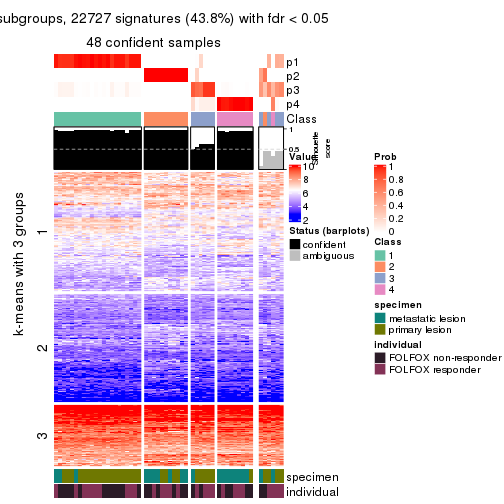 subgroups, 22727 signatures (43.8%) with fdr < 0.05
48 confident samples
p1
p2
p3
p4
Class
1
0.5
Silhouette
score
k-means with 3 groups
1
2
3
specimen
individual
Value
10
8
6
4
2
Status (barplots)
confident
ambiguous
Prob
1
0.8
0.6
0.4
0.2
0
Class
1
2
3
4
specimen
metastatic lesion
primary lesion
individual
FOLFOX non-responder
FOLFOX responder